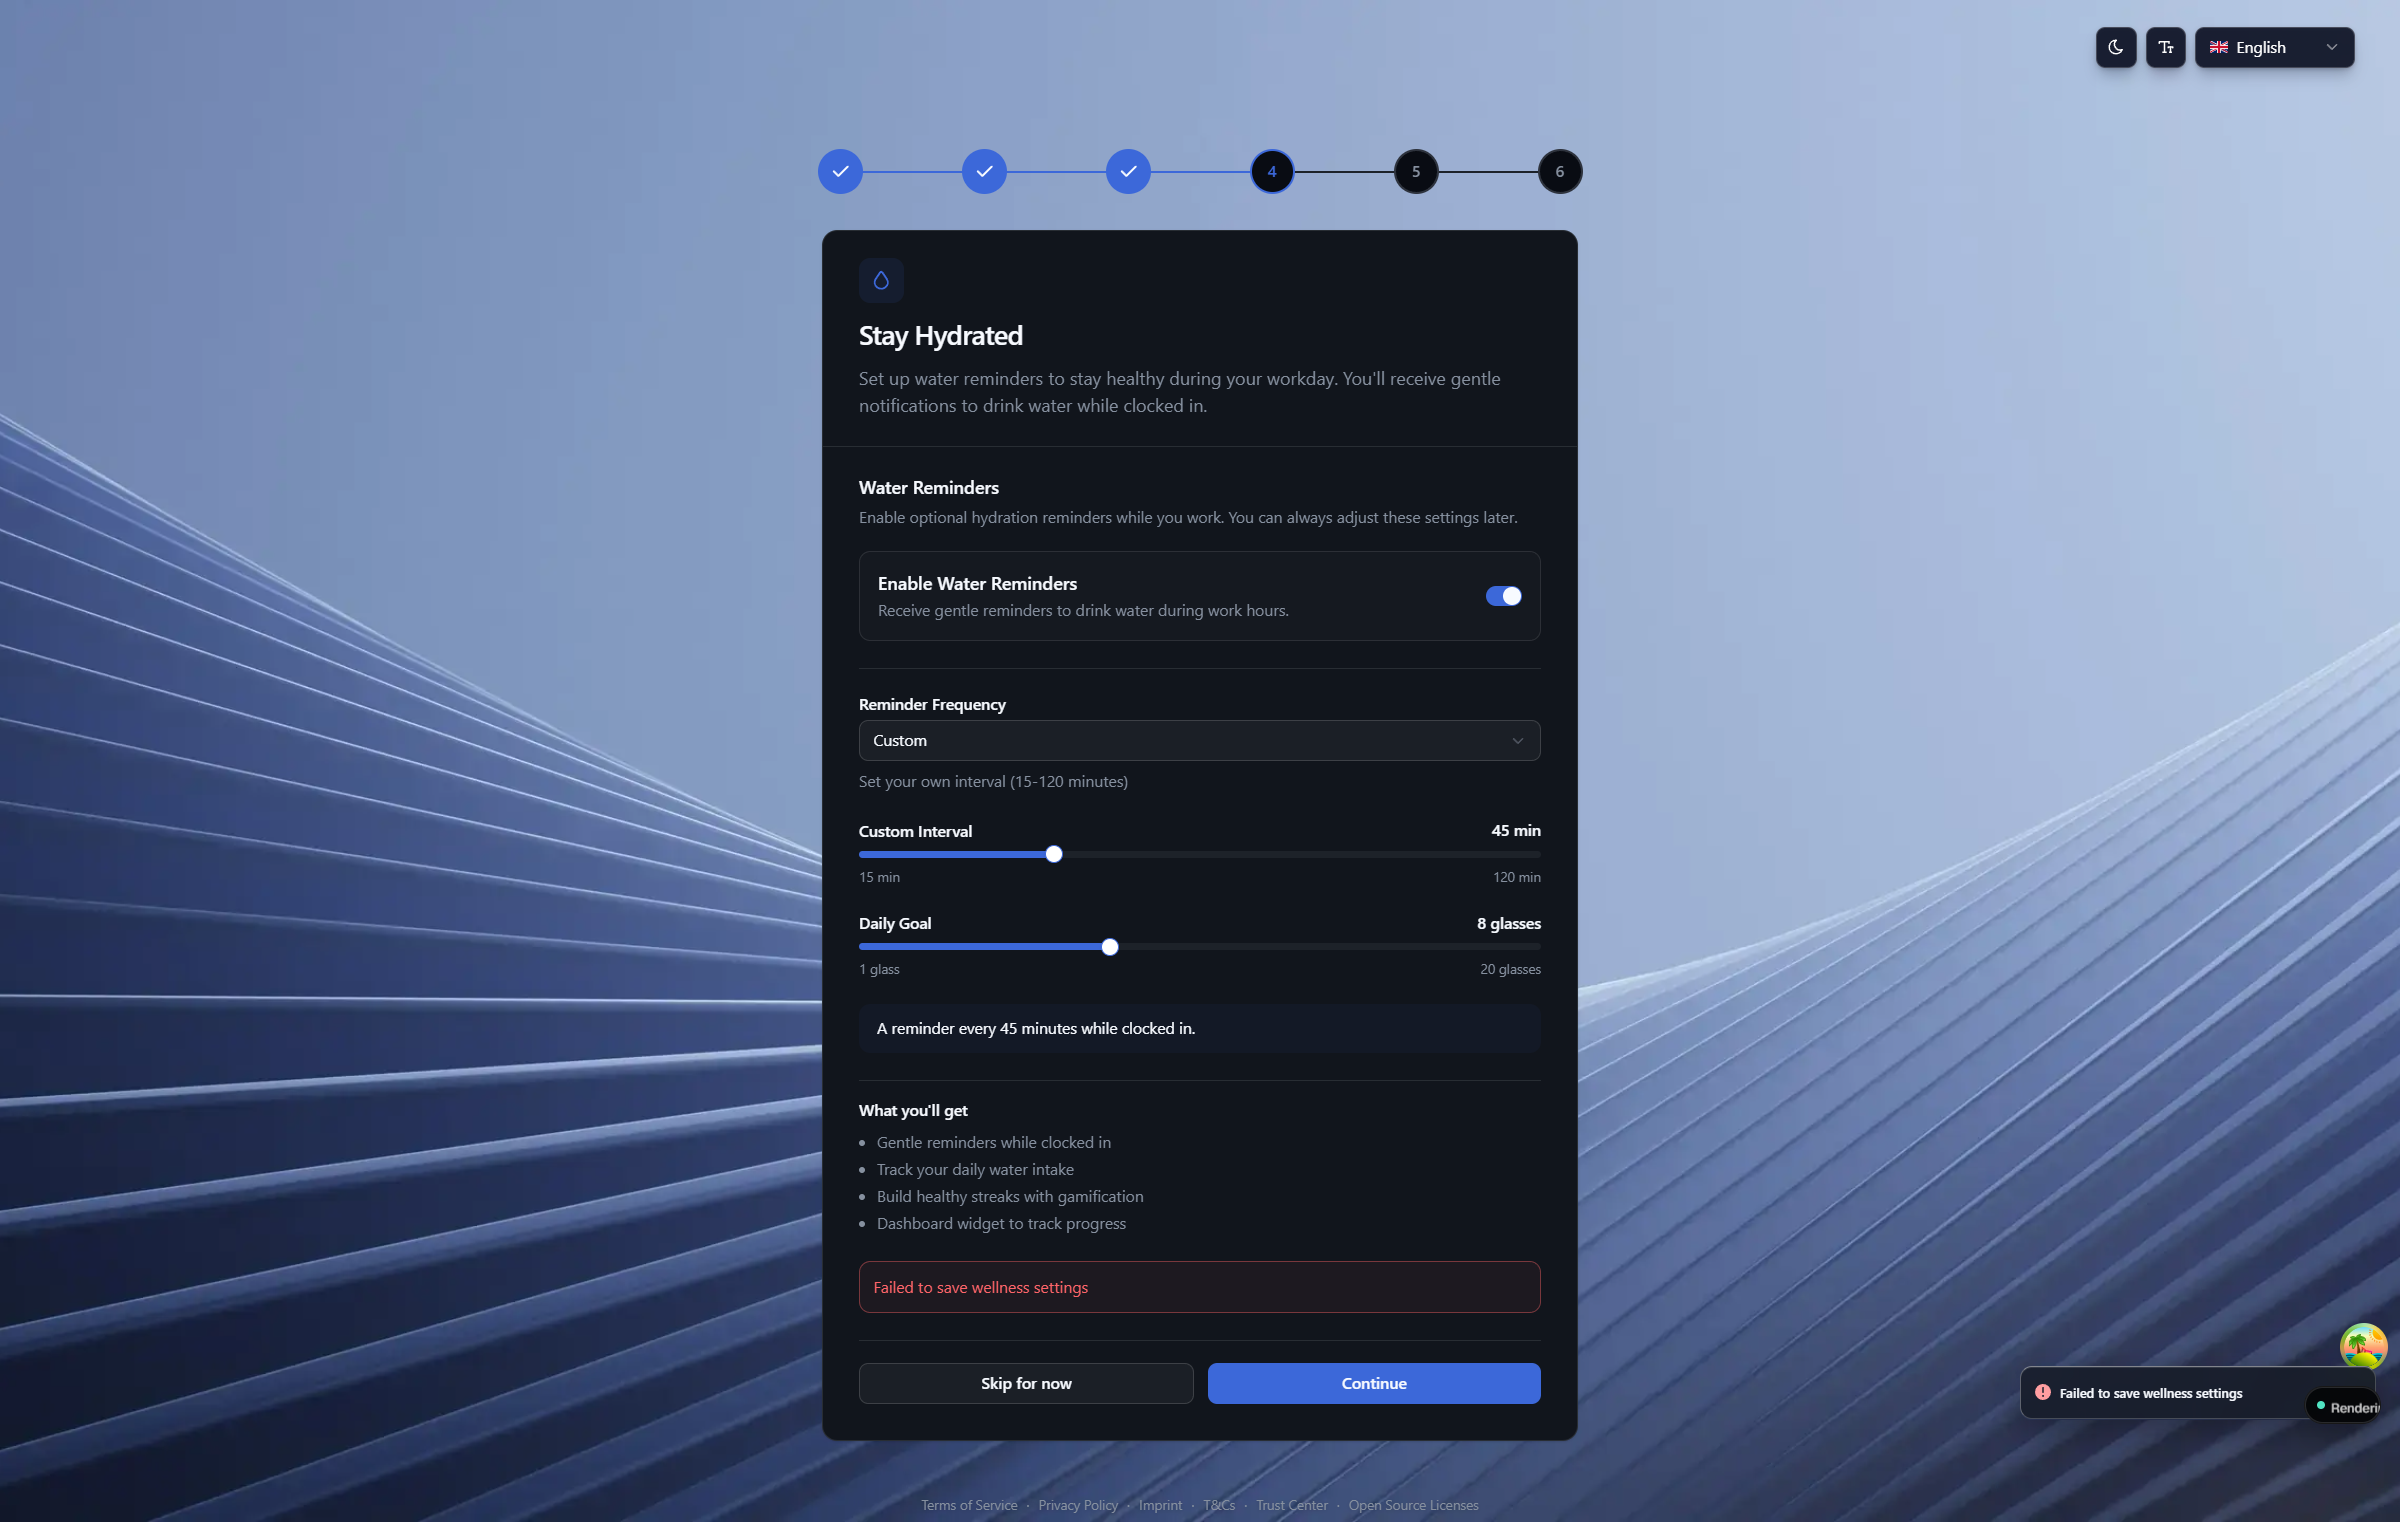 English
4
5
6
Stay Hydrated
Set up water reminders to stay healthy during your workday. You'll receive gentle
notifications to drink water while clocked in.
Water Reminders
Enable optional hydration reminders while you work. You can always adjust these settings later.
Enable Water Reminders
Receive gentle reminders to drink water during work hours.
Reminder Frequency
Custom
Set your own interval (15-120 minutes)
Custom Interval
45 min
15 min
120 min
Daily Goal
8 glasses
1 glass
20 glasses
A reminder every 45 minutes while clocked in.
What you'll get
Gentle reminders while clocked in
Track your daily water intake
Build healthy streaks with gamification
Dashboard widget to track progress
Failed to save wellness settings
Skip for now
Continue
Failed to save wellness settings
Terms of Service · Privacy Policy · Imprint · T&Cs · Trust Center · Open Source Licenses